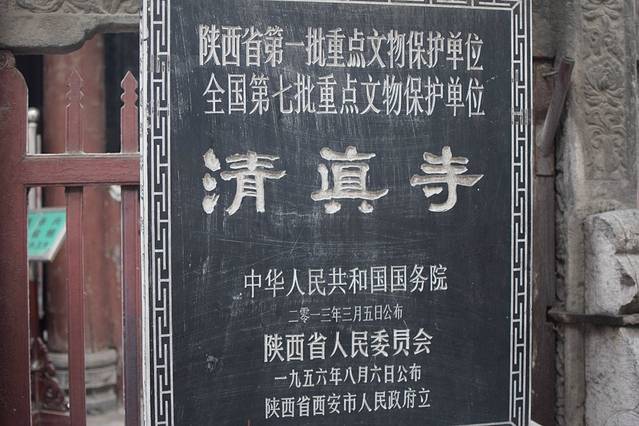 陕西省第一批重点文物保护单位
全国第七批重点文物保护单位
清真寺
中华人民共和国国务院
二零一三年三月五日公布
陕西省人民委员会
一九五六年八月六日公布
陕西省西安市人民政府立